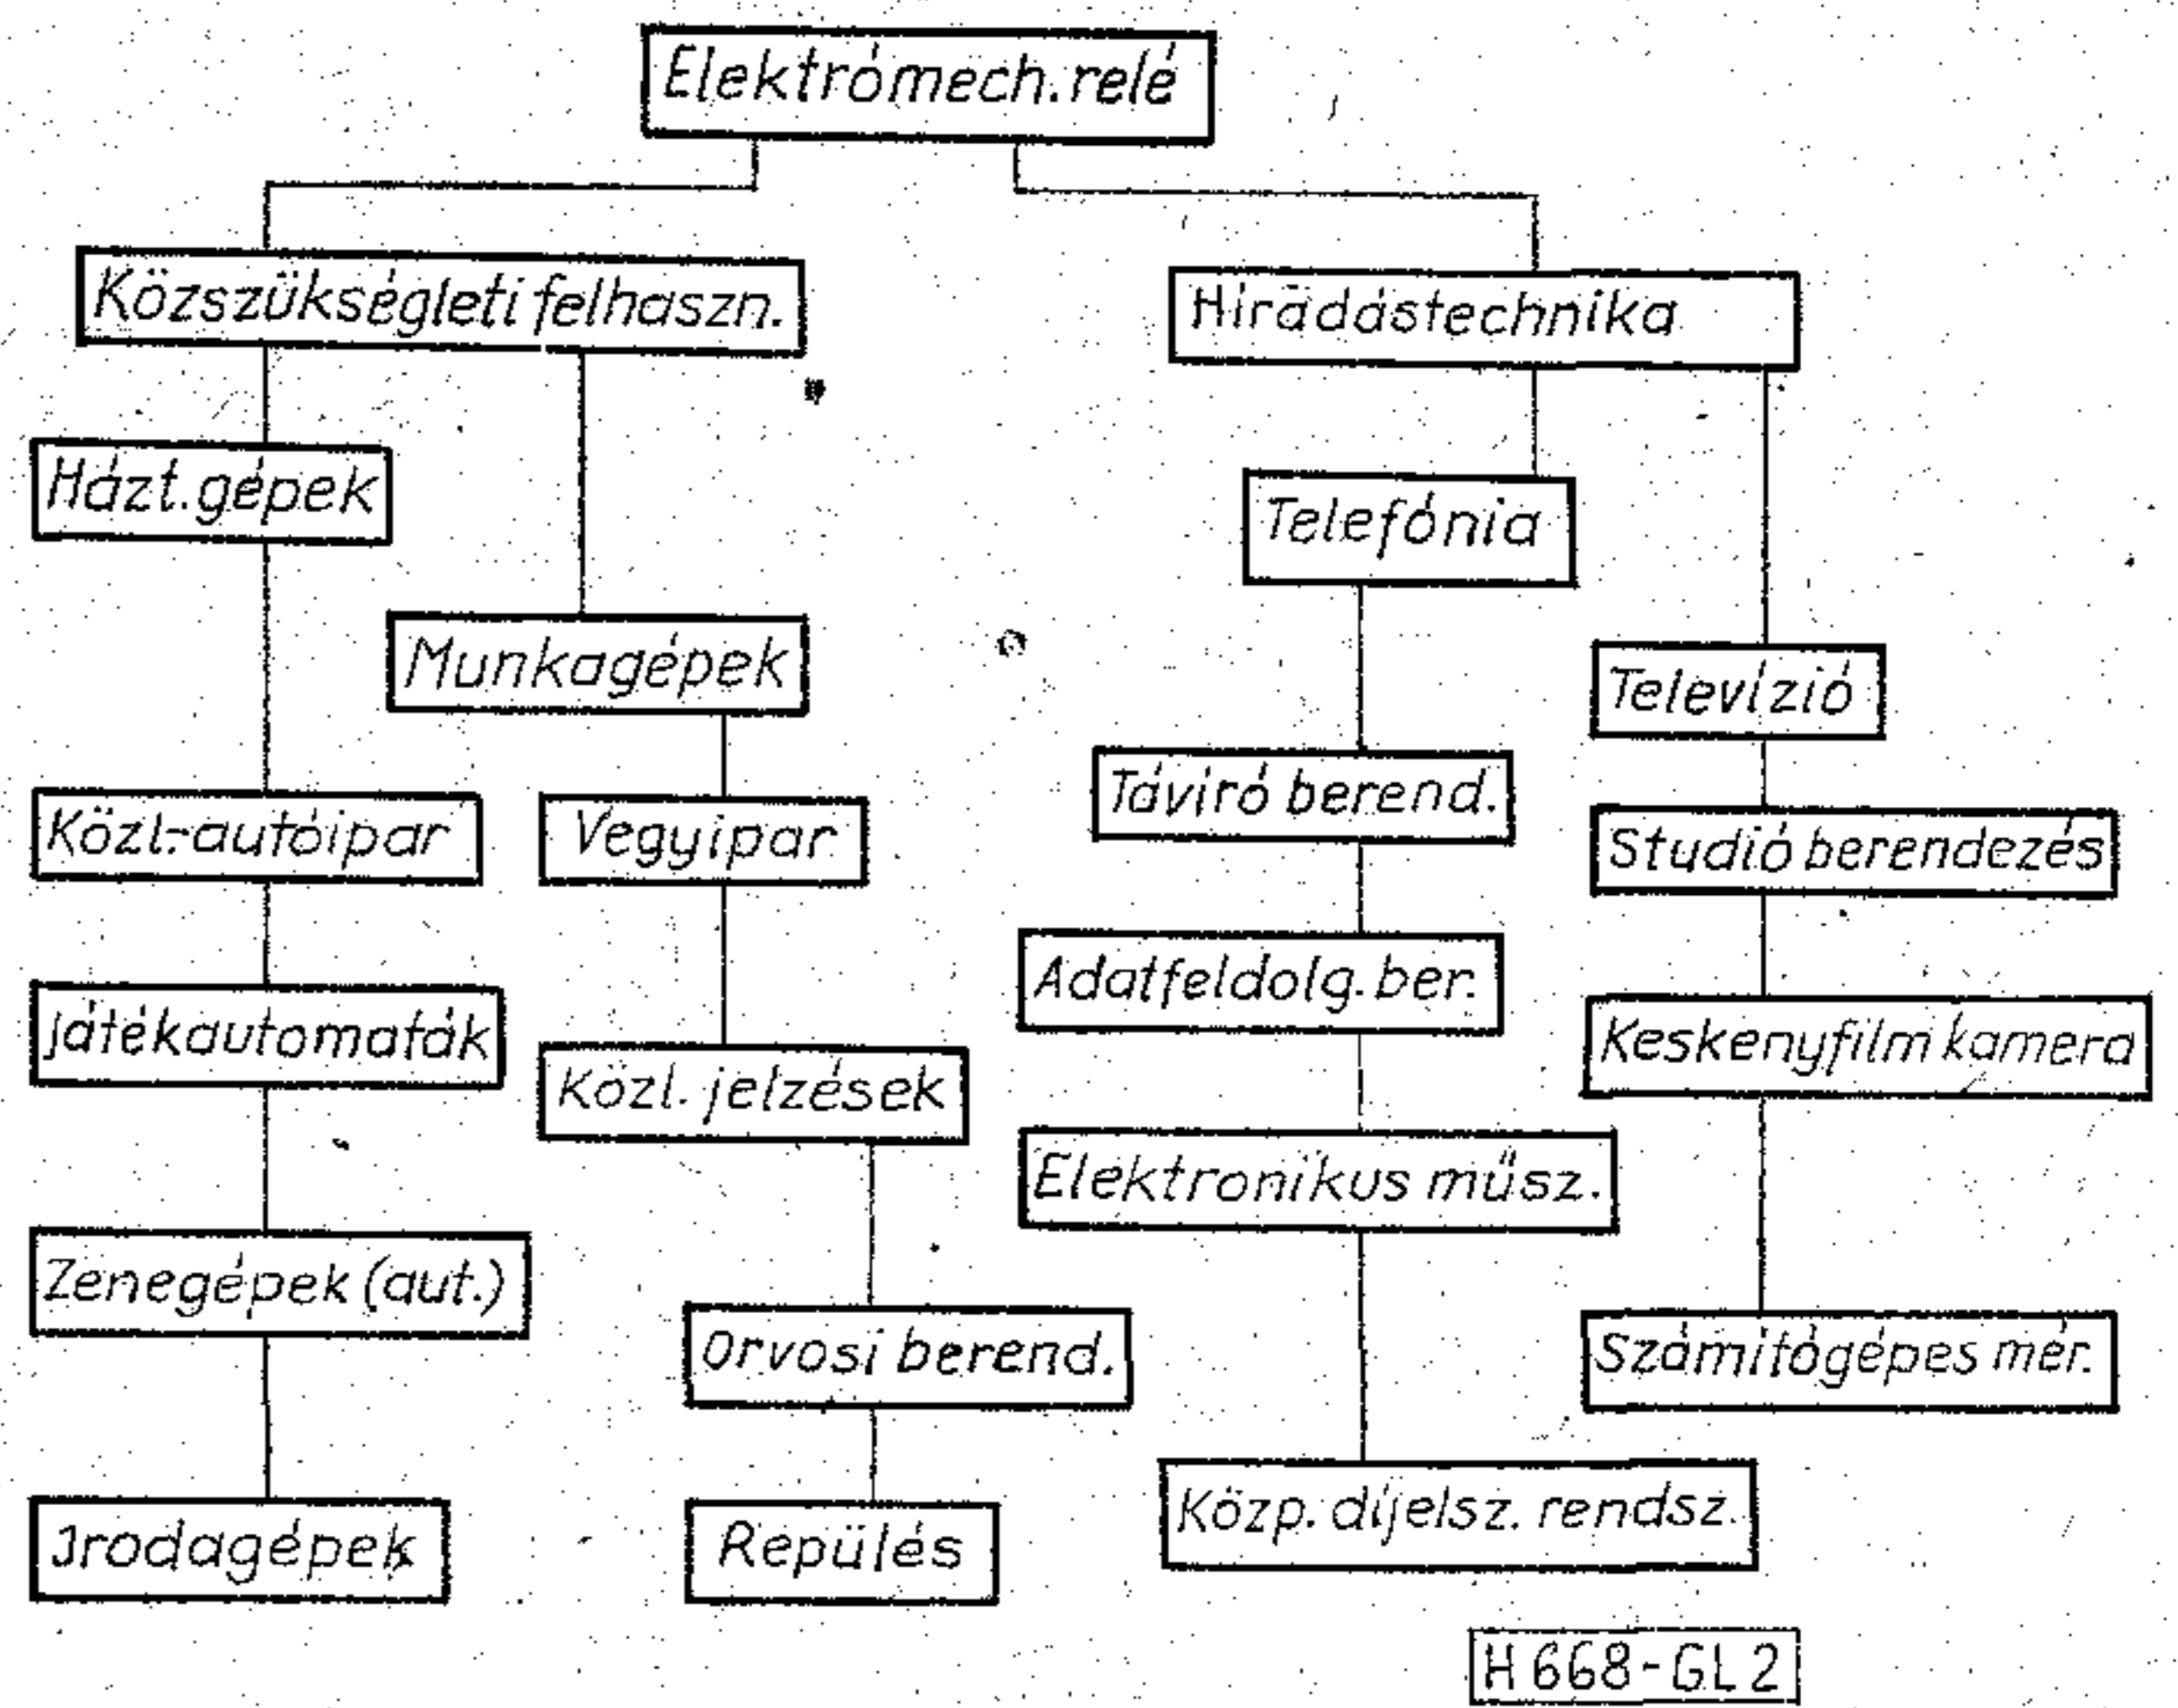 Elektrómech. relé
Közszükségleti felhaszn.
Híradástechnika
Házt. gépek
Telefónia
Munkagépek
Televízió
Távíró berend.
Közl.-autóipar
Vegyipar
Studió berendezés
Adatfeldolg. ber.
Játékautomaták
Keskenyfilm kamera
Közl. jelzések
Elektronikus műsz.
Zenegépek (aut.)
Orvosi berend.
Számítógépes mér.
Közp. díjelsz. rendsz.
Irodagépek
Repülés
H 668-GL 2